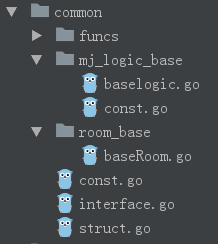 common
funcs
mj_logic_base
baselogic.go
const.go
room_base
baseRoom.go
const.go
interface.go
struct.go